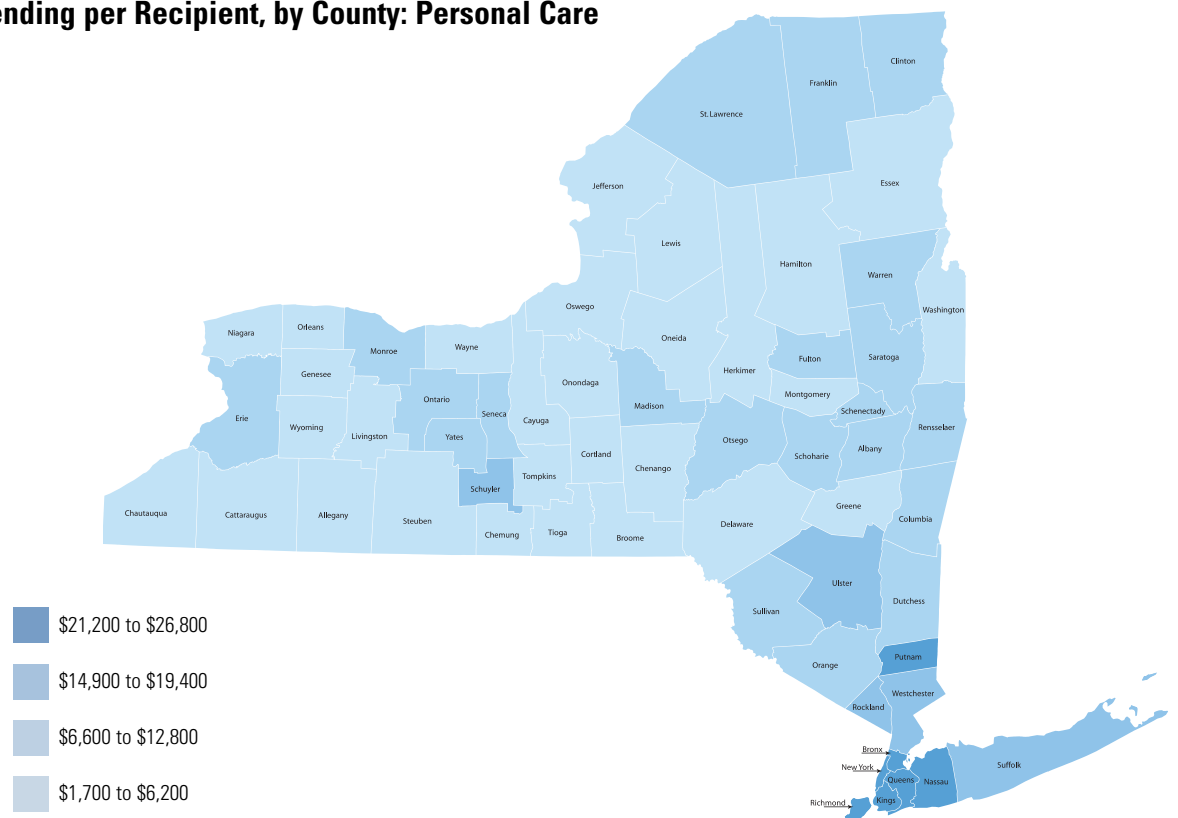 ending per Recipient, by County: Personal Care
Clinton
Franklin
St. Lawrence
Essex
Jefferson
Lewis
Hamilton
Warren
Oswego
Washington
Orleans
Niagara
Oneida
Wayne
Monroe
Fulton
Saratoga
Herkimer
Genesee
Onondaga
Montgomery
Ontario
Madison
Schenectady
Seneca
Erie
Cayuga
Wyoming
Rensselaer
Livingston
Yates
Otsego
Albany
Cortland
Schoharie
Chenango
Tompkins
Schuyler
Greene
Chautauqua
Cattaraugus
Allegany
Steuben
Columbia
Delaware
Chemung
Tioga
Broome
Ulster
Dutchess
Sullivan
$21,200 to $26,800
Putnam
Orange
$14,900 to $19,400
Westchester
Rockland
$6,600 to $12,800
Bronx
Suffolk
New York
Queens
Nassau
$1,700 to $6,200
Kings
Richmond